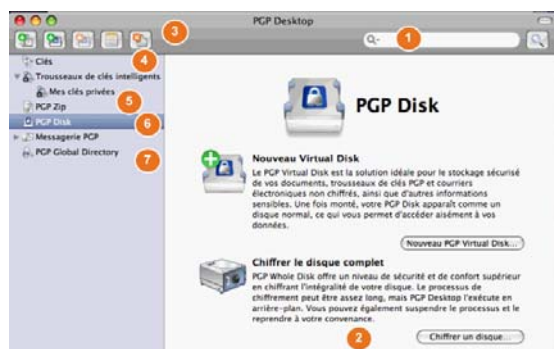 PGP Desktop
3
1
Clés
4
Trousseaux de clés intelligents
Mes clés privées
5
PGP Zip
PGP Disk
6
Messagerie PGP
PGP Global Directory
7
PGP Disk
Nouveau Virtual Disk
Le PGP Virtual Disk est la solution idéale pour le stockage sécurisé
de vos documents, trousseaux de clés PGP et courriers
électroniques non chiffrés, ainsi que d'autres informations
sensibles. Une fois monté, votre PGP Disk apparaît comme un
disque normal, ce qui vous permet d'accéder aisément à vos
données.
Nouveau PGP Virtual Disk...
Chiffrer le disque complet
PGP Whole Disk offre un niveau de sécurité et de confort supérieur
en chiffrant l'intégralité de votre disque. Le processus de
chiffrement peut être assez long, mais PGP Desktop l'exécute en
arrière-plan. Vous pouvez également suspendre le processus et le
reprendre à votre convenance.
2
Chiffrer un disque...